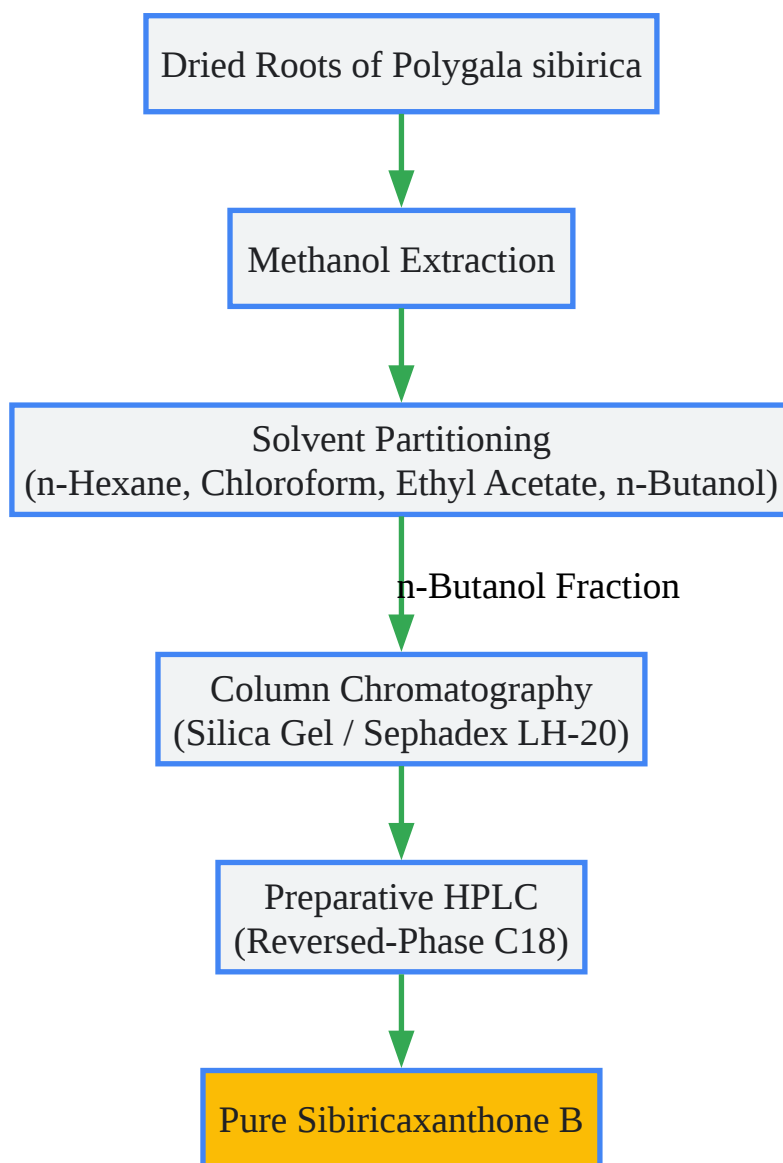 Dried Roots of Polygala sibirica
Methanol Extraction
Solvent Partitioning
(n-Hexane, Chloroform, Ethyl Acetate, n-Butanol)
n-Butanol Fraction
Column Chromatography
(Silica Gel / Sephadex LH-20)
Preparative HPLC
(Reversed-Phase C18)
Pure Sibiricaxanthone B